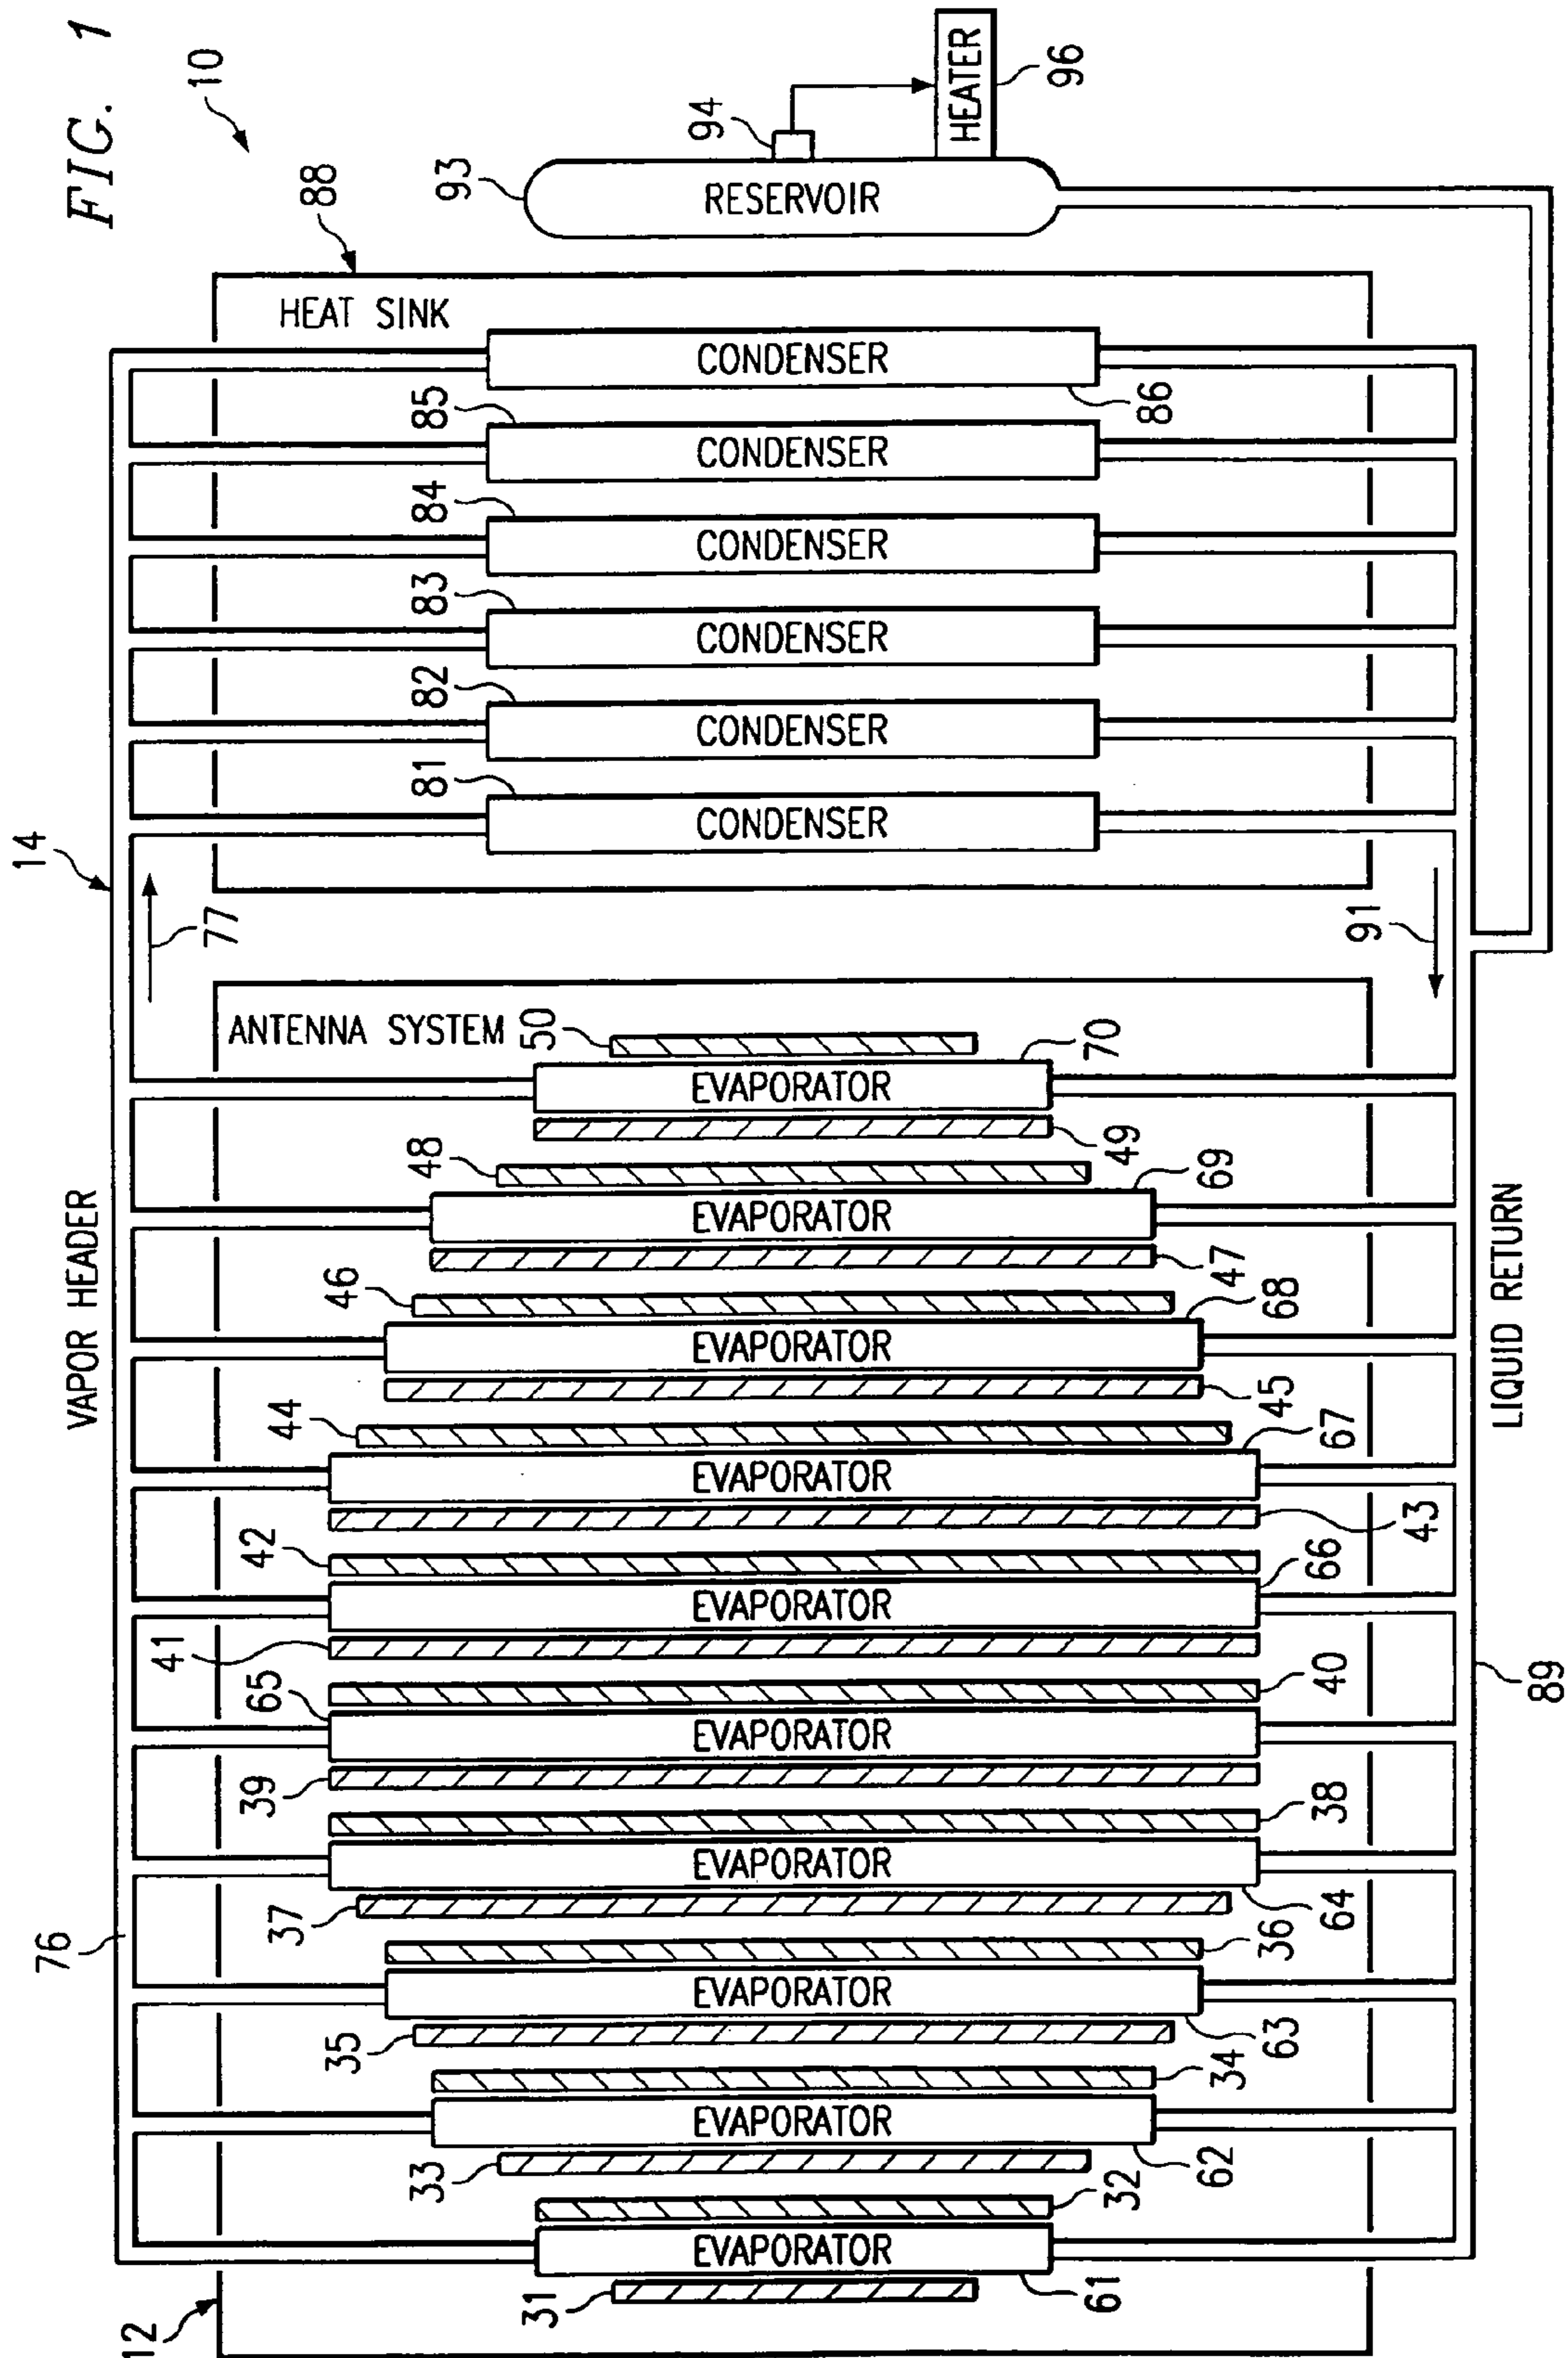 FIG. 1
10
14
88
HEAT SINK
93
94
RESERVOIR
HEATER
96
CONDENSER
81
CONDENSER
82
CONDENSER
83
CONDENSER
84
CONDENSER
85
CONDENSER
86
77
91
VAPOR HEADER
76
12
ANTENNA SYSTEM
31
EVAPORATOR
61
32
33
EVAPORATOR
62
34
35
EVAPORATOR
63
36
37
EVAPORATOR
64
38
39
65
EVAPORATOR
40
41
EVAPORATOR
66
42
43
EVAPORATOR
67
44
45
EVAPORATOR
68
46
47
EVAPORATOR
69
48
49
EVAPORATOR
70
50
LIQUID RETURN
89